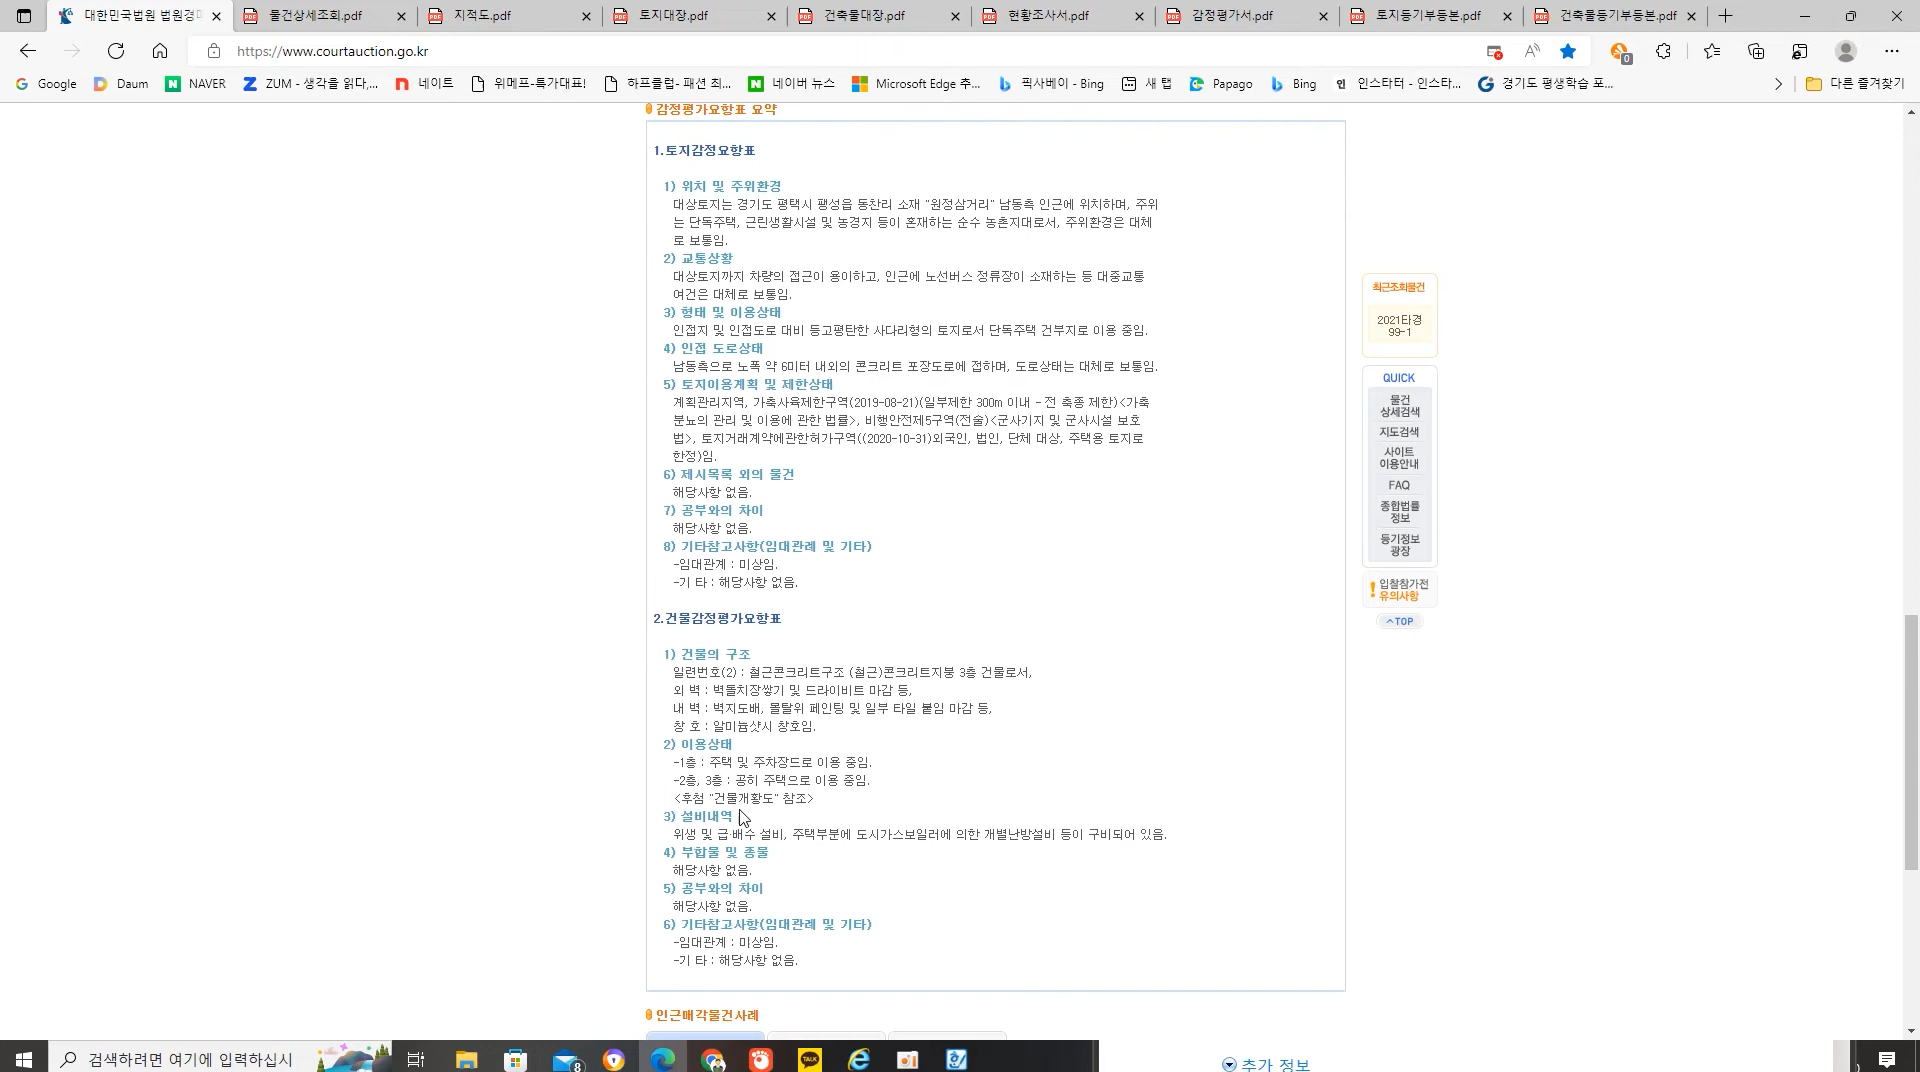 대한민국법원 법원경매
물건상세조회.pdf
지적도.pdf
토지대장.pdf
건축물대장.pdf
현황조사서.pdf
감정평가서.pdf
토지등기부등본.pdf
건축물등기부등본.pdf
https://www.courtauction.go.kr
Google
Daum
NAVER
ZUM - 생각을 읽다,...
네이트
위메프-특가대표!
하프클럽- 패션 최...
네이버 뉴스
Microsoft Edge 추...
픽사베이 - Bing
새 탭
Papago
Bing
인스타터 - 인스타...
경기도 평생학습 포...
다른 즐겨찾기
감정평가요항표 요약
1.토지감정요항표
1) 위치 및 주위환경
대상토지는 경기도 평택시 팽성읍 동찬리 소재 "원정삼거리" 남동측 인근에 위치하며, 주위
는 단독주택, 근린생활시설 및 농경지 등이 혼재하는 순수 농촌지대로서, 주위환경은 대체
로 보통임.
2) 교통상황
대상토지까지 차량의 접근이 용이하고, 인근에 노선버스 정류장이 소재하는 등 대중교통
여건은 대체로 보통임.
3) 형태 및 이용상태
인접지 및 인접도로 대비 등고평탄한 사다리형의 토지로서 단독주택 건부지로 이용 중임.
4) 인접 도로상태
남동측으로 노폭 약 6미터 내외의 콘크리트 포장도로에 접하며, 도로상태는 대체로 보통임.
5) 토지이용계획 및 제한상태
계획관리지역, 가축사육제한구역(2019-08-21)(일부제한 300m 이내 - 전 축종 제한)<가축
분뇨의 관리 및 이용에 관한 법률>, 비행안전제5구역(전술)<군사기지 및 군사시설 보호
법>, 토지거래계약에관한허가구역((2020-10-31)외국인, 법인, 단체 대상, 주택용 토지로
한정)임.
6) 제시목록 외의 물건
해당사항 없음.
7) 공부와의 차이
해당사항 없음.
8) 기타참고사항(임대관례 및 기타)
-임대관계 : 미상임.
-기 타 : 해당사항 없음.
2.건물감정평가요항표
1) 건물의 구조
일련번호(2) : 철근콘크리트구조 (철근)콘크리트지붕 3층 건물로서,
외 벽 : 벽돌치장쌓기 및 드라이비트 마감 등,
내 벽 : 벽지도배, 몰탈위 페인팅 및 일부 타일 붙임 마감 등,
창 호 : 알미늄샷시 창호임.
2) 이용상태
-1층 : 주택 및 주차장드로 이용 중임.
-2층, 3층 : 공히 주택으로 이용 중임.
<후첨 "건물개황도" 참조>
3) 설비내역
위생 및 급·배수 설비, 주택부분에 도시가스보일러에 의한 개별난방설비 등이 구비되어 있음.
4) 부합물 및 종물
해당사항 없음.
5) 공부와의 차이
해당사항 없음.
6) 기타참고사항(임대관례 및 기타)
-임대관계 : 미상임.
-기 타 : 해당사항 없음.
인근매각물건사례
최근조회물건
2021타경
99-1
QUICK
물건
상세검색
지도검색
사이트
이용안내
FAQ
종합법률
정보
등기정보
광장
입찰참가전
유의사항
TOP
검색하려면 여기에 입력하십시
추가 정보